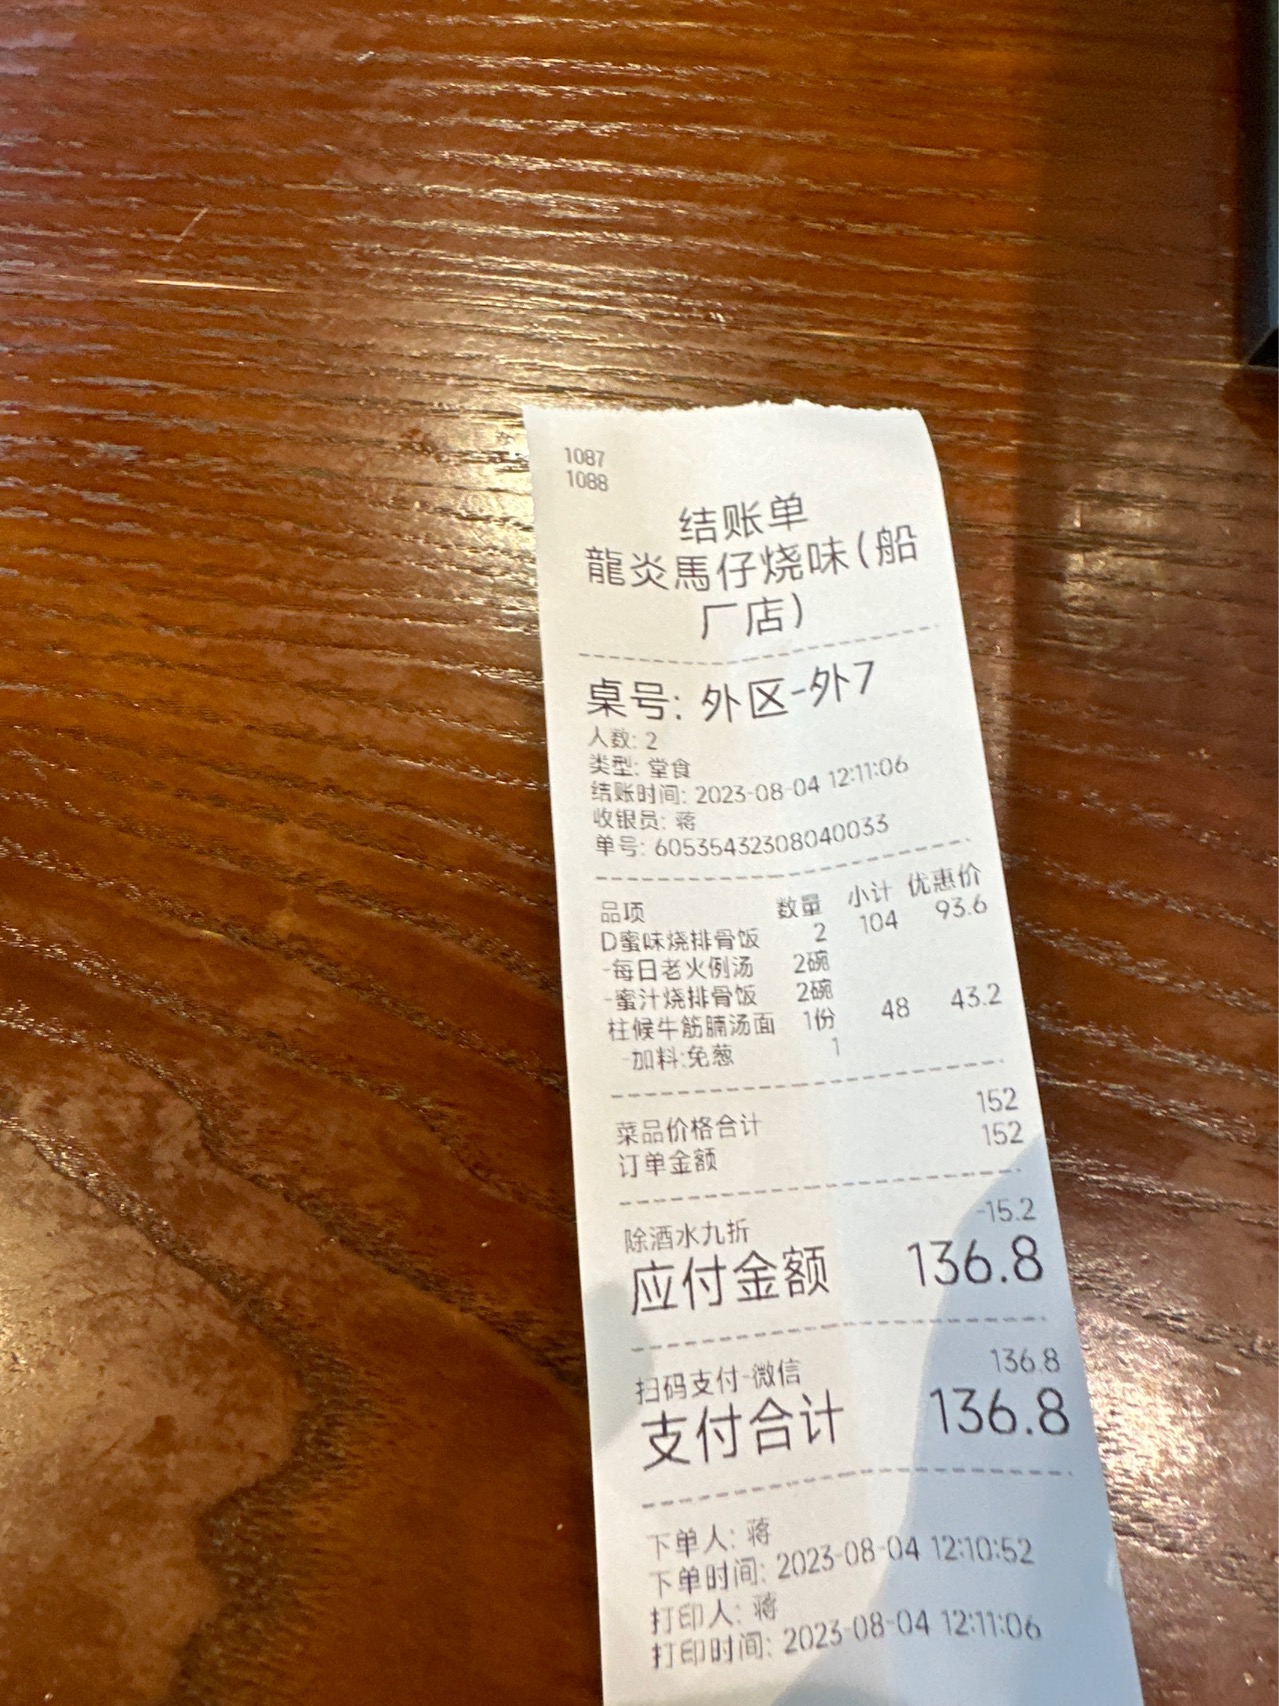 1087
1088
结账单
龍炎馬仔烧味(船
厂店)
桌号: 外区-外7
人数: 2
类型: 堂食
结账时间: 2023-08-04 12:11:06
收银员: 蒋
单号: 60535432308040033
品项 数量 小计 优惠价
D蜜味烧排骨饭 2 104 93.6
-每日老火例汤 2碗
-蜜汁烧排骨饭 2碗
柱候牛筋腩汤面 1份 48 43.2
-加料:免葱 1
菜品价格合计 152
订单金额 152
除酒水九折 -15.2
应付金额 136.8
扫码支付-微信 136.8
支付合计 136.8
下单人: 蒋
下单时间: 2023-08-04 12:10:52
打印人: 蒋
打印时间: 2023-08-04 12:11:06